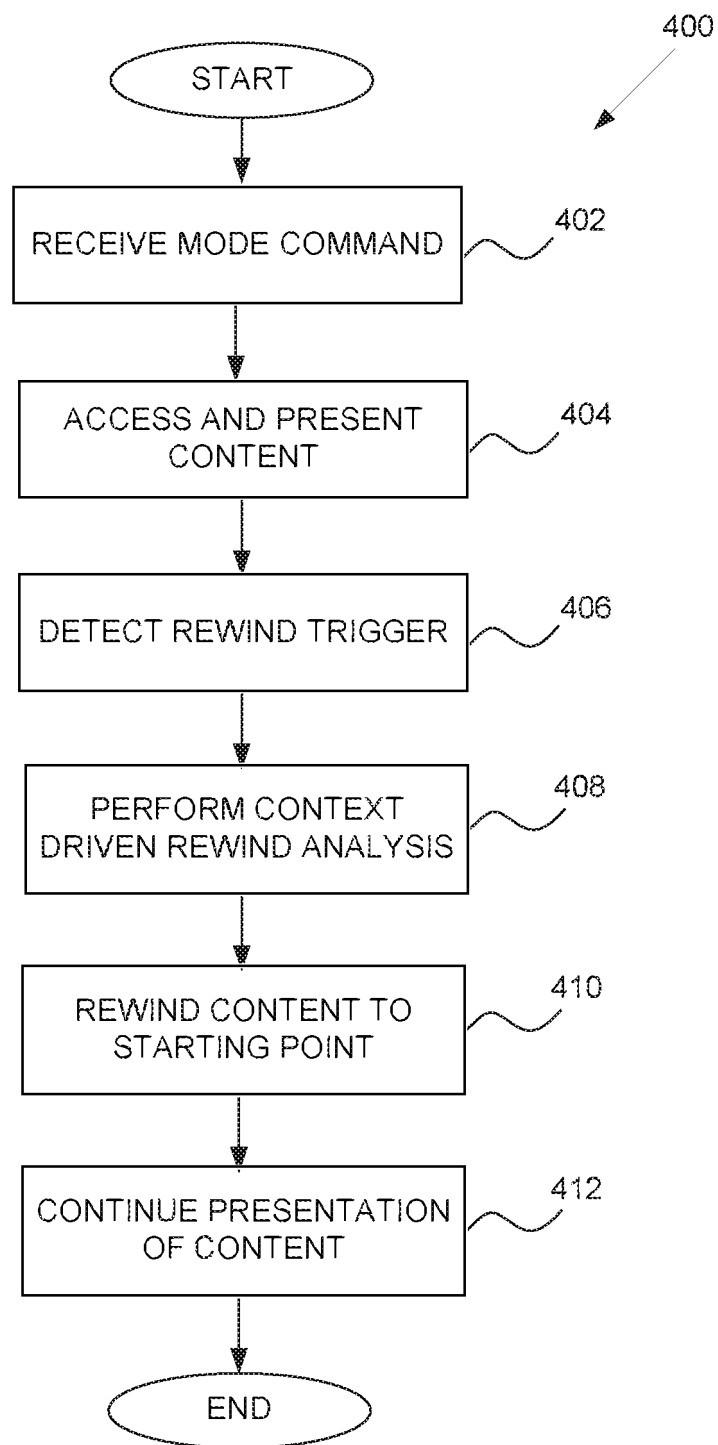 400
START
RECEIVE MODE COMMAND
402
ACCESS AND PRESENT
CONTENT
404
DETECT REWIND TRIGGER
406
PERFORM CONTEXT
DRIVEN REWIND ANALYSIS
408
REWIND CONTENT TO
STARTING POINT
410
CONTINUE PRESENTATION
OF CONTENT
412
END